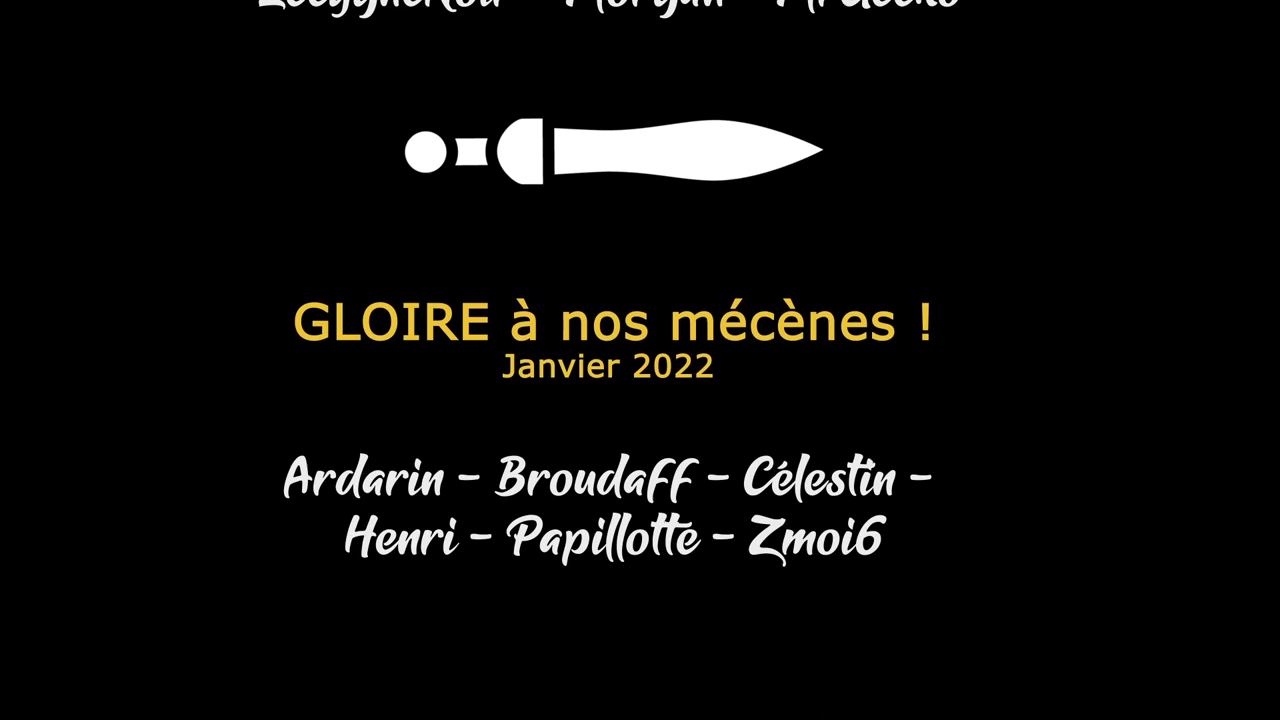 GLOIRE à nos mécènes !
Janvier 2022
Ardarin - Broudaff - Célestin -
Henri - Papillotte - Zmoi6